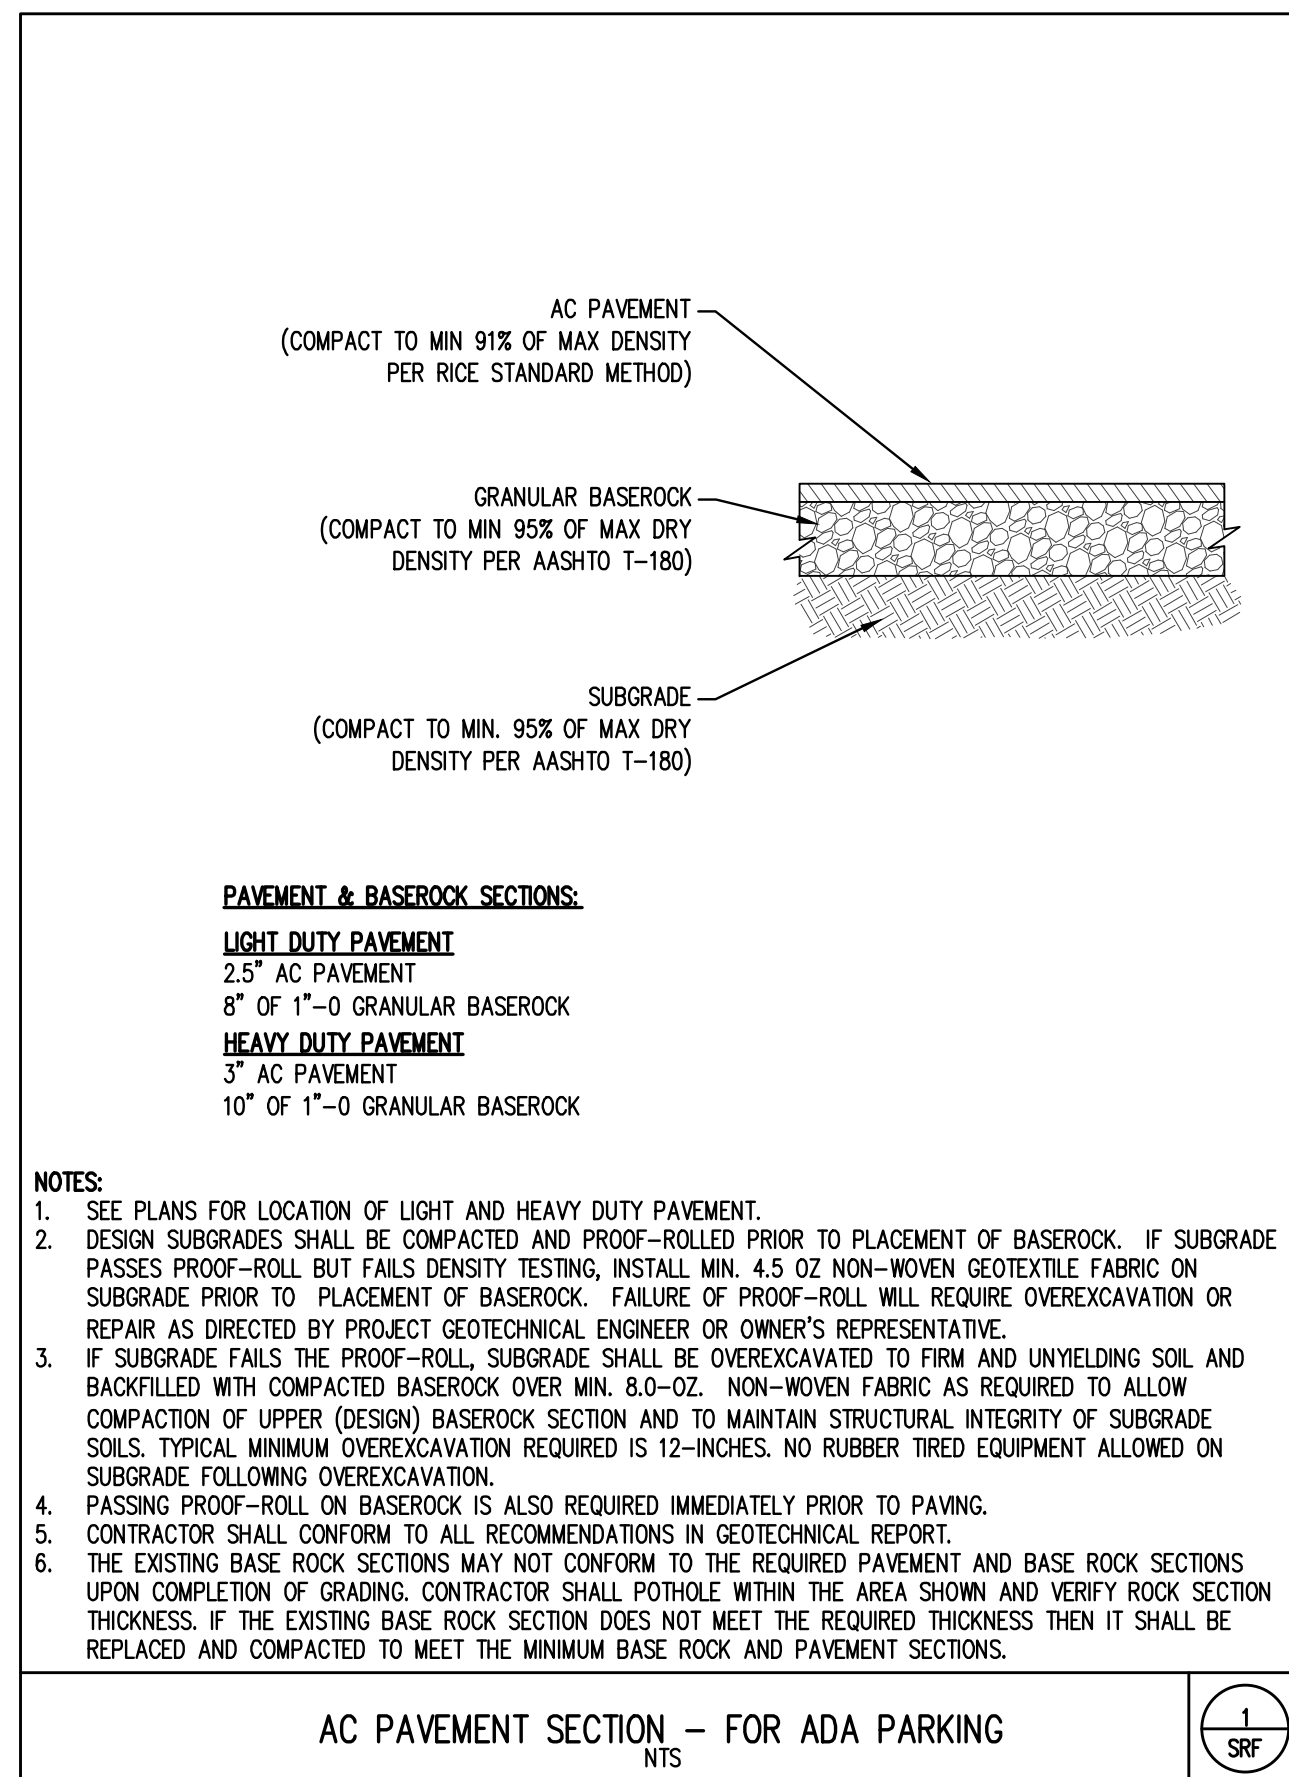 AC PAVEMENT
(COMPACT TO MIN 91% OF MAX DENSITY
PER RICE STANDARD METHOD)
GRANULAR BASEROCK
(COMPACT TO MIN 95% OF MAX DRY
DENSITY PER AASHTO T-180)
SUBGRADE
(COMPACT TO MIN. 95% OF MAX DRY
DENSITY PER AASHTO T-180)
PAVEMENT & BASEROCK SECTIONS:
LIGHT DUTY PAVEMENT
2.5" AC PAVEMENT
8" OF 1"-0 GRANULAR BASEROCK
HEAVY DUTY PAVEMENT
3" AC PAVEMENT
10" OF 1"-0 GRANULAR BASEROCK
NOTES:
1. SEE PLANS FOR LOCATION OF LIGHT AND HEAVY DUTY PAVEMENT.
2. DESIGN SUBGRADES SHALL BE COMPACTED AND PROOF-ROLLED PRIOR TO PLACEMENT OF BASEROCK. IF SUBGRADE
PASSES PROOF-ROLL BUT FAILS DENSITY TESTING, INSTALL MIN. 4.5 OZ NON-WOVEN GEOTEXTILE FABRIC ON
SUBGRADE PRIOR TO PLACEMENT OF BASEROCK. FAILURE OF PROOF-ROLL WILL REQUIRE OVEREXCAVATION OR
REPAIR AS DIRECTED BY PROJECT GEOTECHNICAL ENGINEER OR OWNER'S REPRESENTATIVE.
3. IF SUBGRADE FAILS THE PROOF-ROLL, SUBGRADE SHALL BE OVEREXCAVATED TO FIRM AND UNYIELDING SOIL AND
BACKFILLED WITH COMPACTED BASEROCK OVER MIN. 8.0-OZ. NON-WOVEN FABRIC AS REQUIRED TO ALLOW
COMPACTION OF UPPER (DESIGN) BASEROCK SECTION AND TO MAINTAIN STRUCTURAL INTEGRITY OF SUBGRADE
SOILS. TYPICAL MINIMUM OVEREXCAVATION REQUIRED IS 12-INCHES. NO RUBBER TIRED EQUIPMENT ALLOWED ON
SUBGRADE FOLLOWING OVEREXCAVATION.
4. PASSING PROOF-ROLL ON BASEROCK IS ALSO REQUIRED IMMEDIATELY PRIOR TO PAVING.
5. CONTRACTOR SHALL CONFORM TO ALL RECOMMENDATIONS IN GEOTECHNICAL REPORT.
6. THE EXISTING BASE ROCK SECTIONS MAY NOT CONFORM TO THE REQUIRED PAVEMENT AND BASE ROCK SECTIONS
UPON COMPLETION OF GRADING. CONTRACTOR SHALL POTHOLE WITHIN THE AREA SHOWN AND VERIFY ROCK SECTION
THICKNESS. IF THE EXISTING BASE ROCK SECTION DOES NOT MEET THE REQUIRED THICKNESS THEN IT SHALL BE
REPLACED AND COMPACTED TO MEET THE MINIMUM BASE ROCK AND PAVEMENT SECTIONS.
AC PAVEMENT SECTION - FOR ADA PARKING
NTS
1
SRF